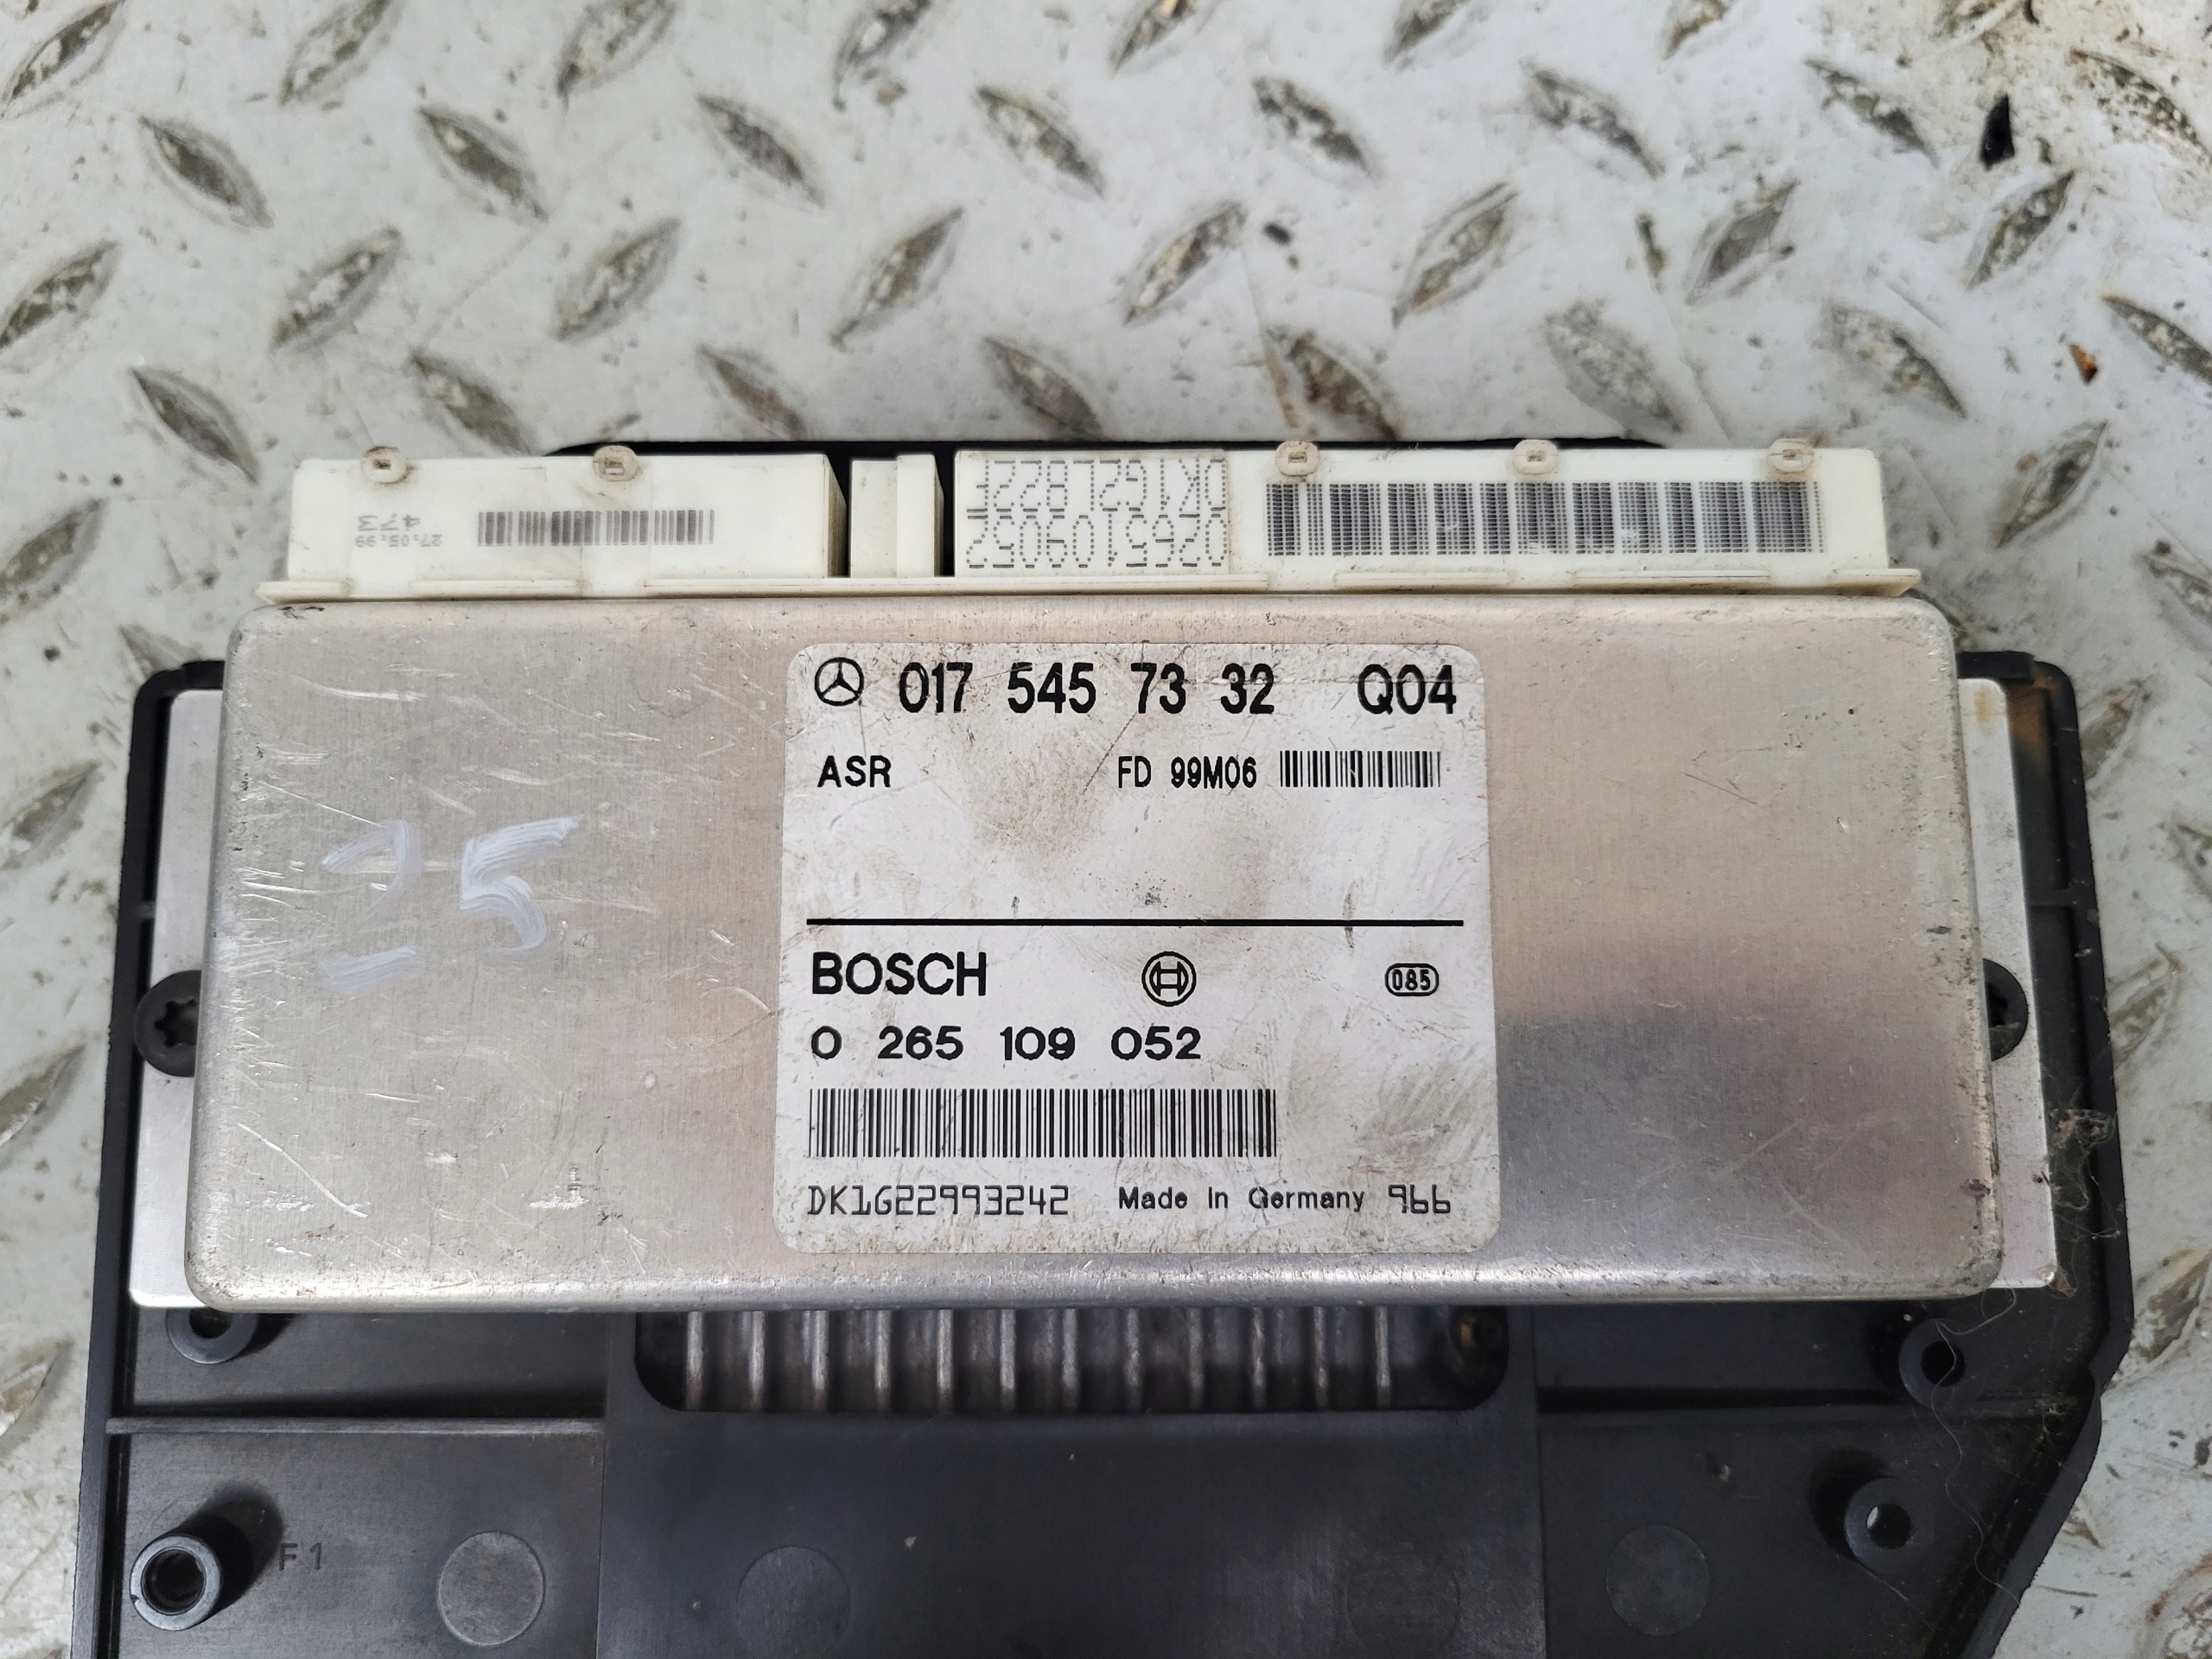 27.05.99
473
0265109052
017 545 73 32 Q04
ASR FD 99M06
25
BOSCH 085
0 265 109 052
DK1G22993242 Made in Germany 966
F1